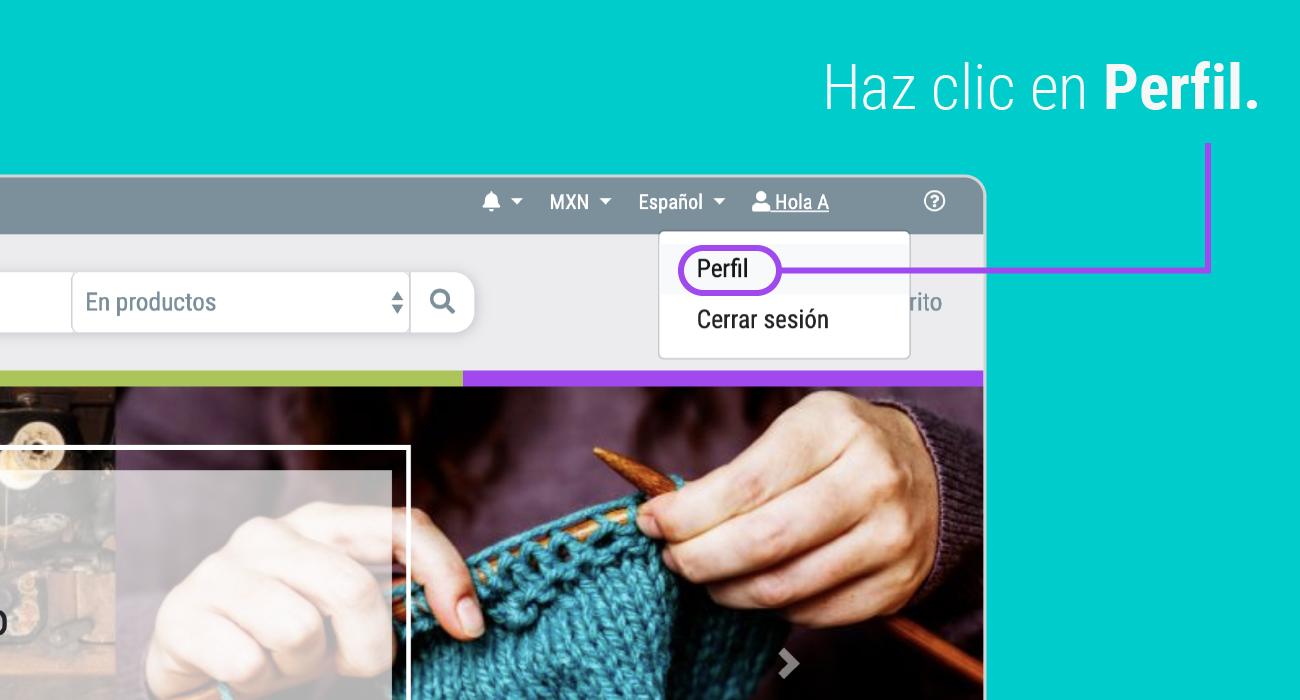 Haz clic en Perfil.
MXN
Español
Hola A
Perfil
En productos
rito
Cerrar sesión
o